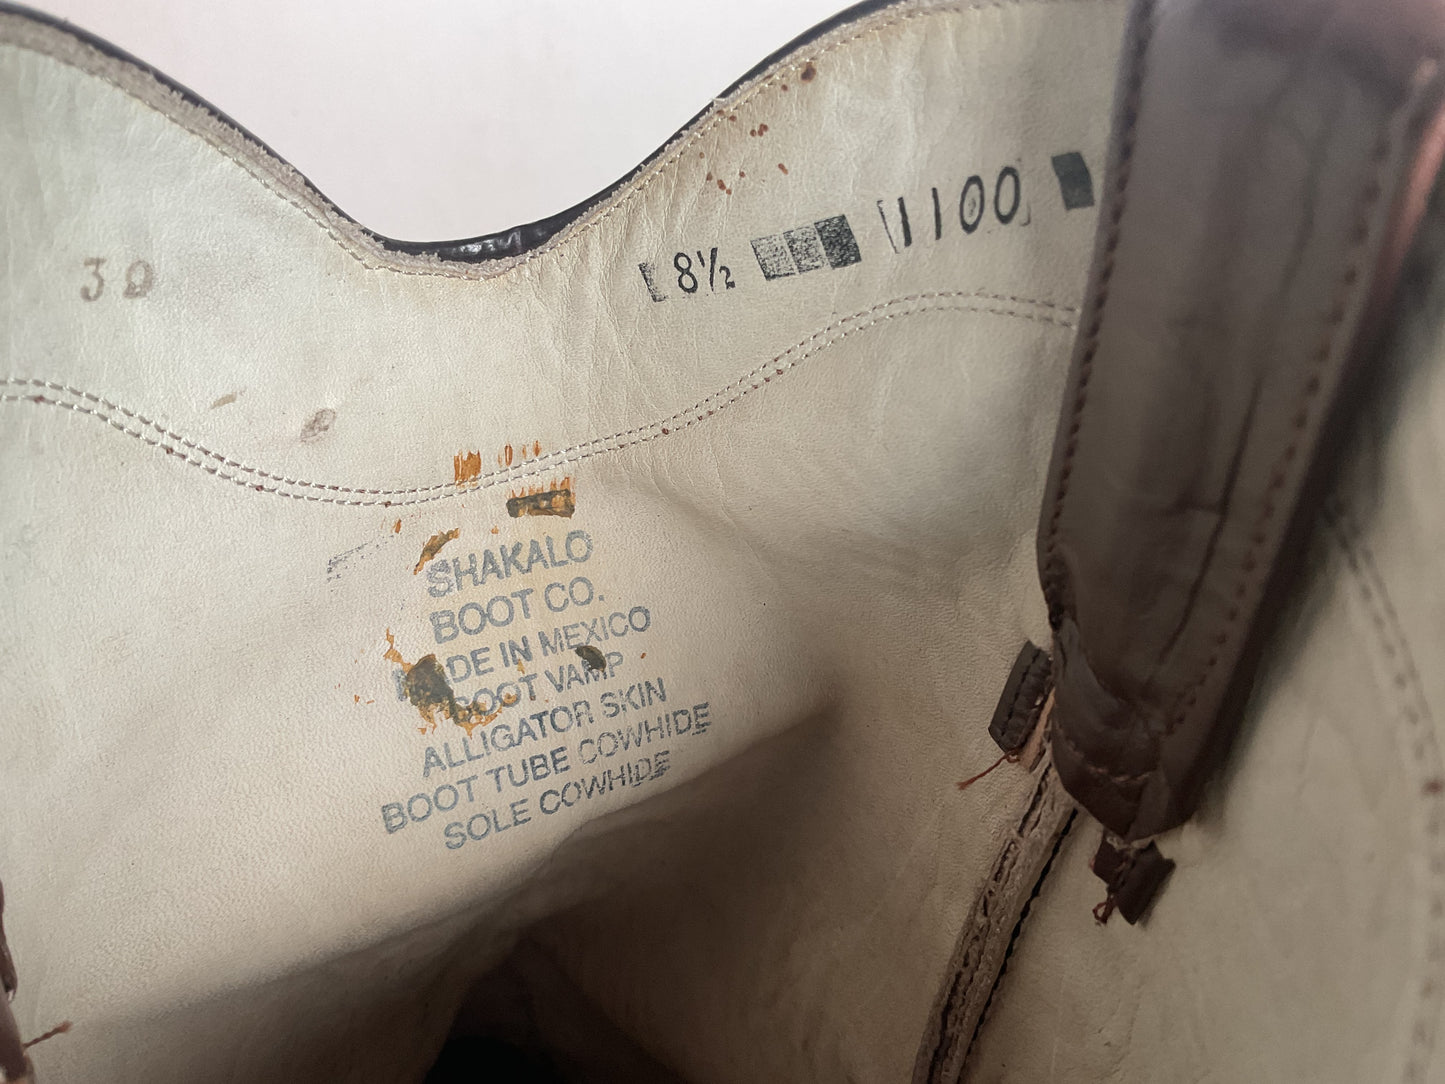 39
8½ 1100
SHAKALO
BOOT CO.
MADE IN MEXICO
BOOT VAMP
ALLIGATOR SKIN
BOOT TUBE COWHIDE
SOLE COWHIDE